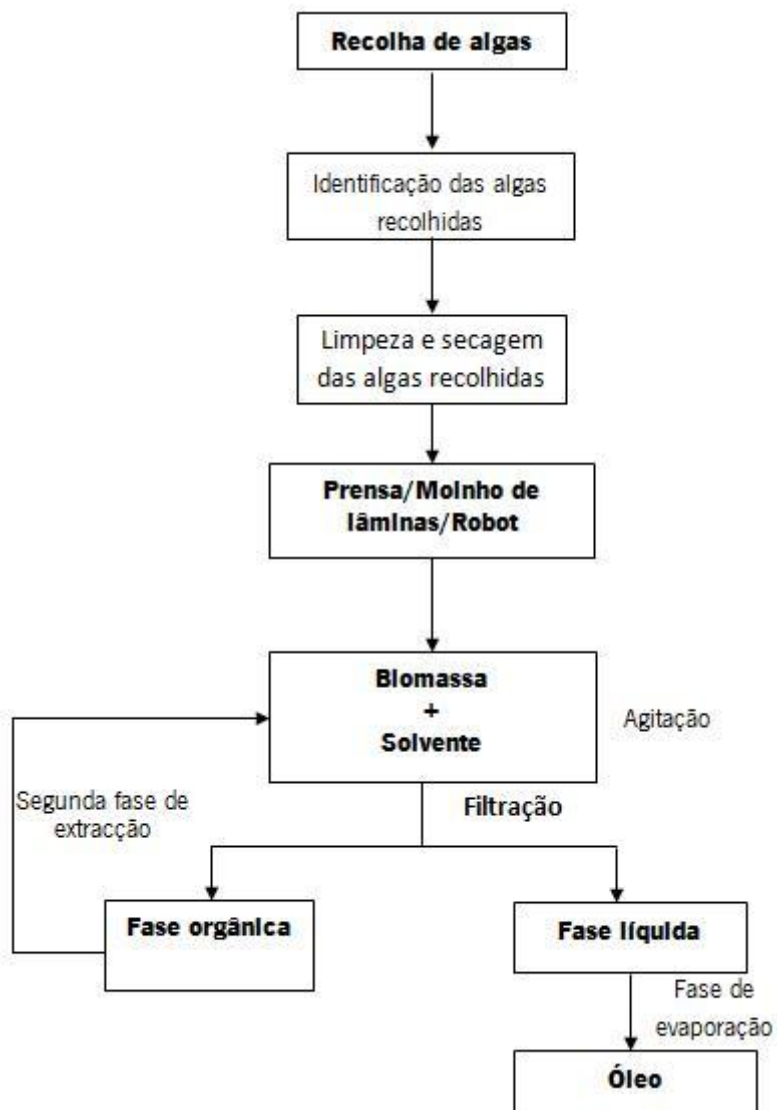 Recolha de algas
Identificação das algas
recolhidas
Limpeza e secagem
das algas recolhidas
Prensa/Moinho de
lâminas/Robot
Biomassa
+
Solvente
Agitação
Segunda fase de
extracção
Filtração
Fase orgânica
Fase líquida
Fase de
evaporação
Óleo